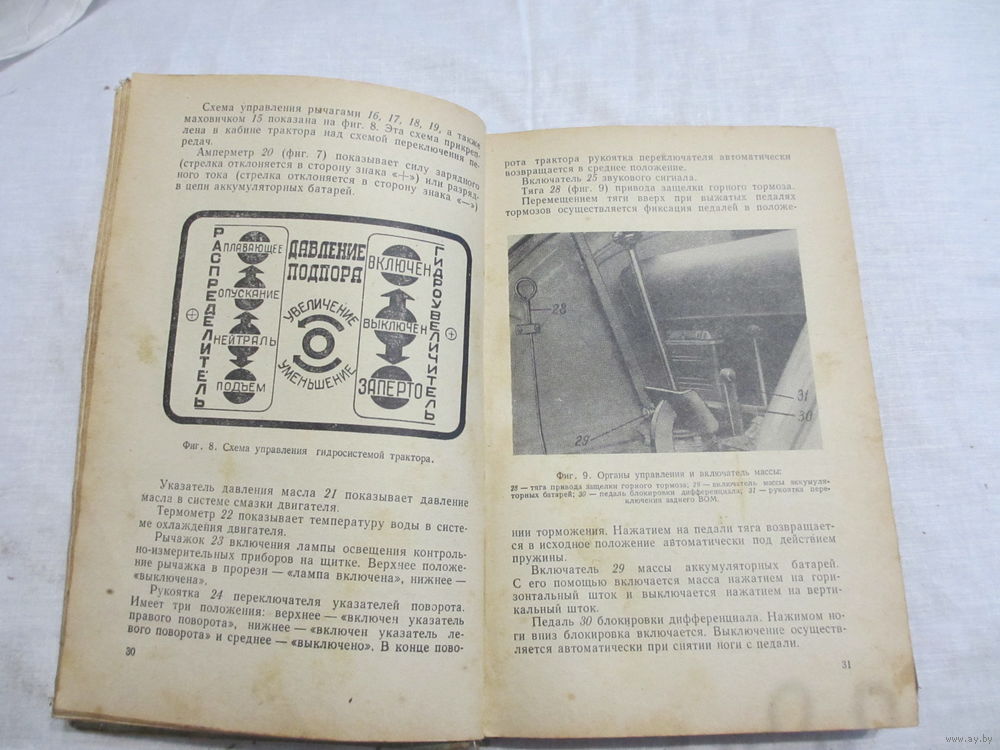 Схема управления рычагами 16, 17, 18, 19, а также
маховичком 15 показана на фиг. 8. Эта схема прикреп-
лена в кабине трактора над схемой переключения пе-
редач.
Амперметр 20 (фиг. 7) показывает силу зарядного
(стрелка отклоняется в сторону знака «+») или разряд-
ного тока (стрелка отклоняется в сторону знака «—»)
в цепи аккумуляторных батарей.
РАСПРЕДЕЛИТЕЛЬ
ПЛАВАЮЩЕЕ
ОПУСКАНИЕ
НЕЙТРАЛЬ
ПОДЪЕМ
ДАВЛЕНИЕ
ПОДПОРА
УВЕЛИЧЕНИЕ
УМЕНЬШЕНИЕ
ВКЛЮЧЕН
ВЫКЛЮЧЕН
ЗАПЕРТО
ГИДРОУВЕЛИЧИТЕЛЬ
Фиг. 8. Схема управления гидросистемой трактора.
Указатель давления масла 21 показывает давление
масла в системе смазки двигателя.
Термометр 22 показывает температуру воды в систе-
ме охлаждения двигателя.
Рычажок 23 включения лампы освещения контроль-
но-измерительных приборов на щитке. Верхнее положе-
ние рычажка в прорези — «лампа включена», нижнее —
«выключена».
Рукоятка 24 переключателя указателей поворота.
Имеет три положения: верхнее — «включен указатель
правого поворота», нижнее — «включен указатель ле-
вого поворота» и среднее — «выключено». В конце пово-
30
рота трактора рукоятка переключателя автоматически
возвращается в среднее положение.
Включатель 25 звукового сигнала.
Тяга 28 (фиг. 9) привода защелки горного тормоза.
Перемещением тяги вверх при выжатых педалях
тормозов осуществляется фиксация педалей в положе-
28
29
31
30
Фиг. 9. Органы управления и включатель массы:
28 — тяга привода защелки горного тормоза; 29 — включатель массы аккумуля-
торных батарей; 30 — педаль блокировки дифференциала; 31 — рукоятка пере-
ключения заднего ВОМ.
нии торможения. Нажатием на педали тяга возвращает-
ся в исходное положение автоматически под действием
пружины.
Включатель 29 массы аккумуляторных батарей.
С его помощью включается масса нажатием на гори-
зонтальный шток и выключается нажатием на верти-
кальный шток.
Педаль 30 блокировки дифференциала. Нажимом но-
ги вниз блокировка включается. Выключение осуществ-
ляется автоматически при снятии ноги с педали.
31
www.ay.by